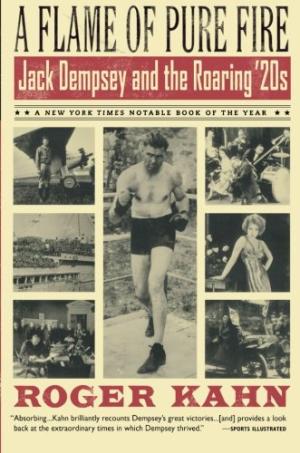 A FLAME OF PURE FIRE
Jack Dempsey and the Roaring '20s
★ ★ A NEW YORK TIMES NOTABLE BOOK OF THE YEAR ★ ★
ROGER KAHN
"Absorbing...Kahn brilliantly recounts Dempsey's great victories...[and] provides a look
back at the extraordinary times in which Dempsey thrived." —SPORTS ILLUSTRATED